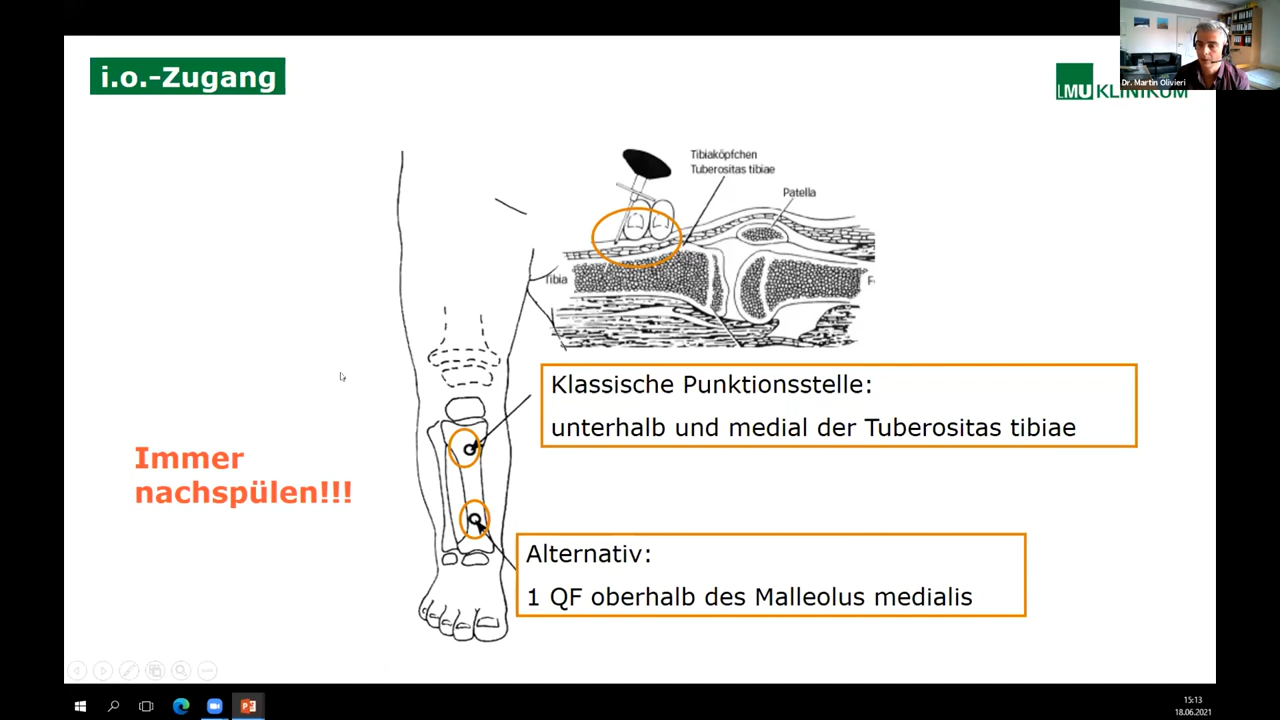 i.o.-Zugang
Dr. Martin Olivieri
LMU KLINIKUM
Tibiaköpfchen
Tuberositas tibiae
Patella
Tibia
Klassische Punktionsstelle:
unterhalb und medial der Tuberositas tibiae
Immer
nachspülen!!!
Alternativ:
1 QF oberhalb des Malleolus medialis
15:13
18.06.2021